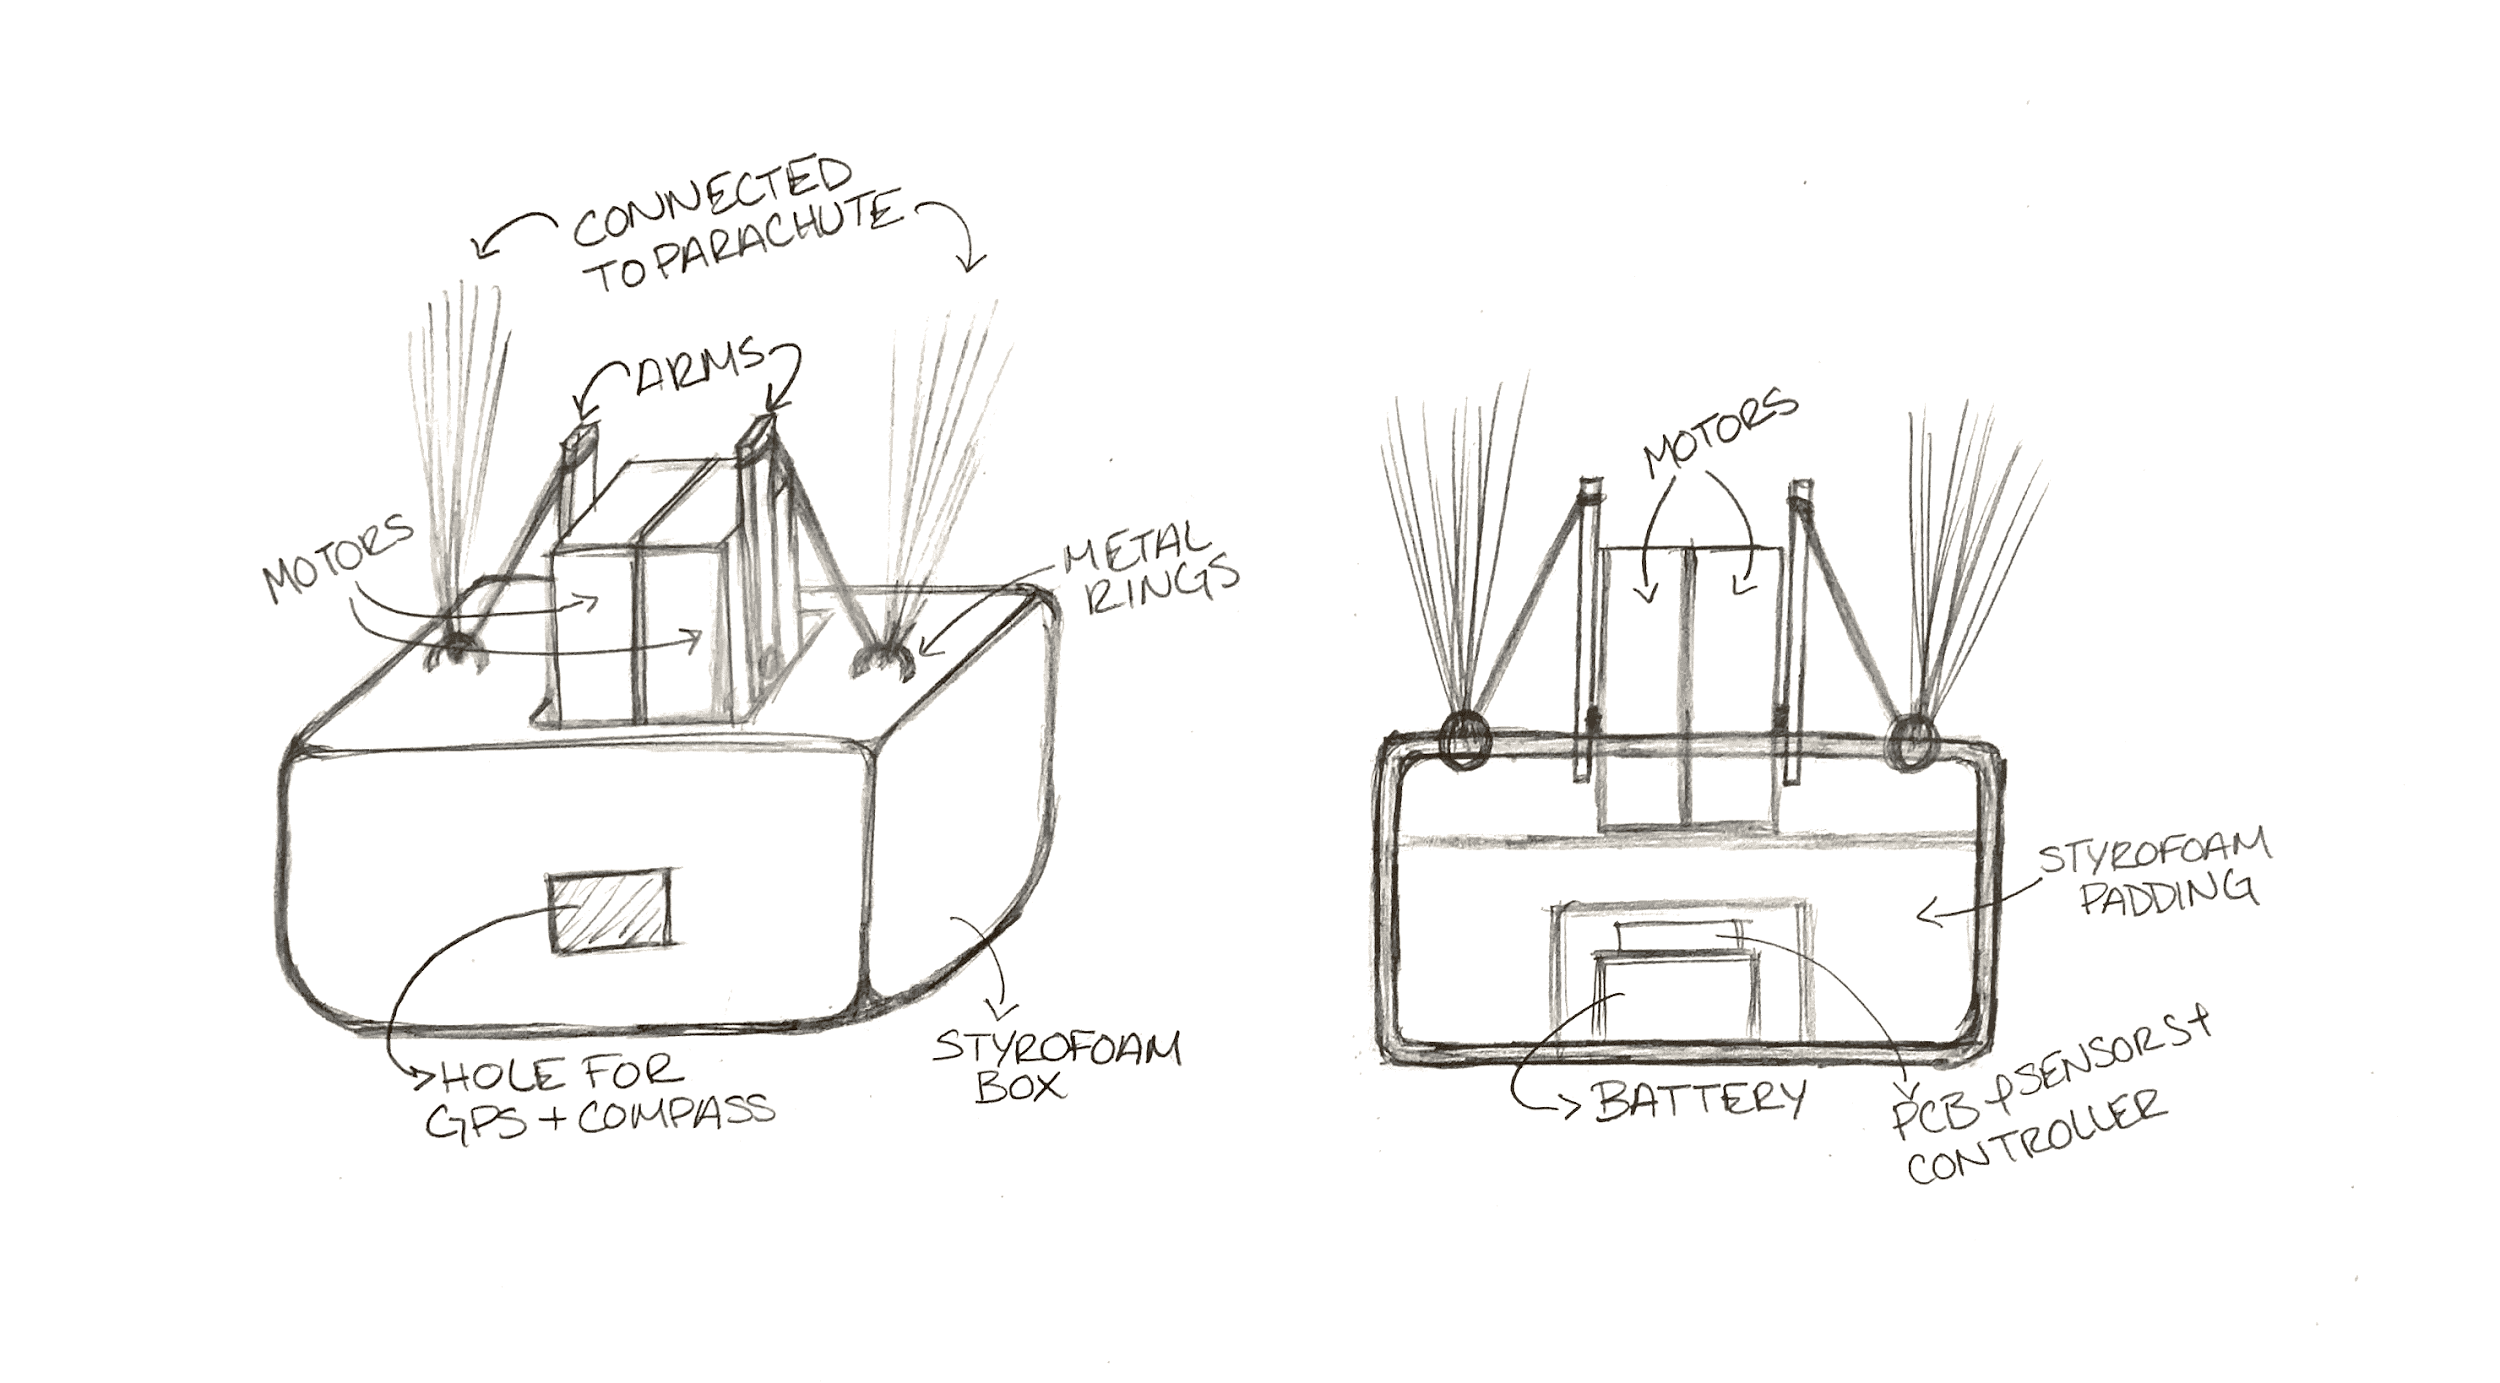 CONNECTED
TO PARACHUTE
ARMS
MOTORS
METAL
RINGS
HOLE FOR
GPS + COMPASS
STYROFOAM
BOX
MOTORS
STYROFOAM
PADDING
BATTERY
PCB & SENSORS +
CONTROLLER